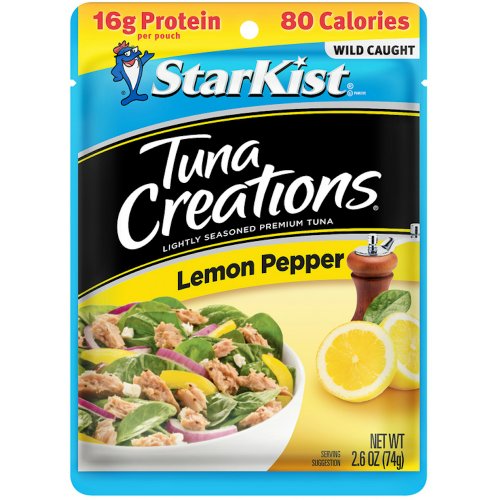 16g Protein
per pouch
80 Calories
WILD CAUGHT
StarKist®
Tuna
Creations®
LIGHTLY SEASONED PREMIUM TUNA
Lemon Pepper
SERVING
SUGGESTION
NET WT
2.6 OZ (74g)